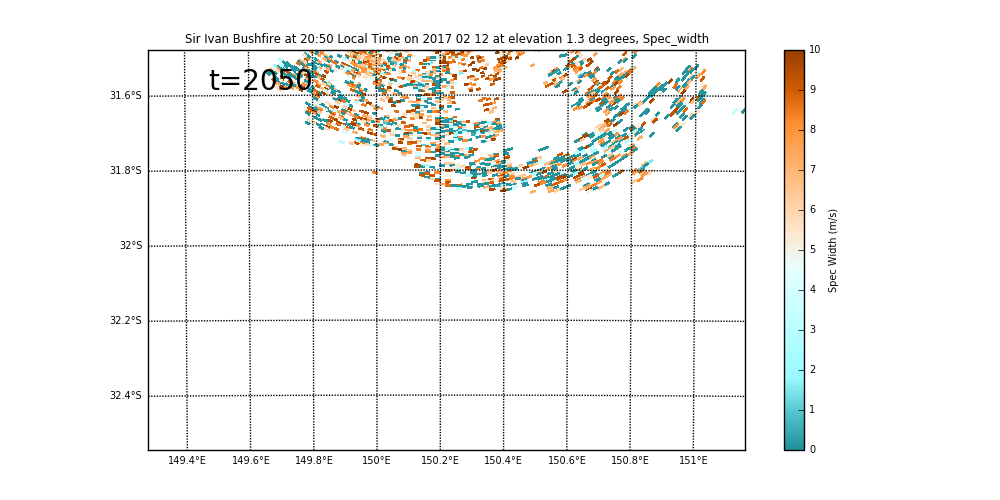 Sir Ivan Bushfire at 20:50 Local Time on 2017 02 12 at elevation 1.3 degrees, Spec_width
t=2050
31.6°S
31.8°S
32°S
32.2°S
32.4°S
149.4°E 149.6°E 149.8°E 150°E 150.2°E 150.4°E 150.6°E 150.8°E 151°E
10
9
8
7
6
5
4
3
2
1
0
Spec Width (m/s)